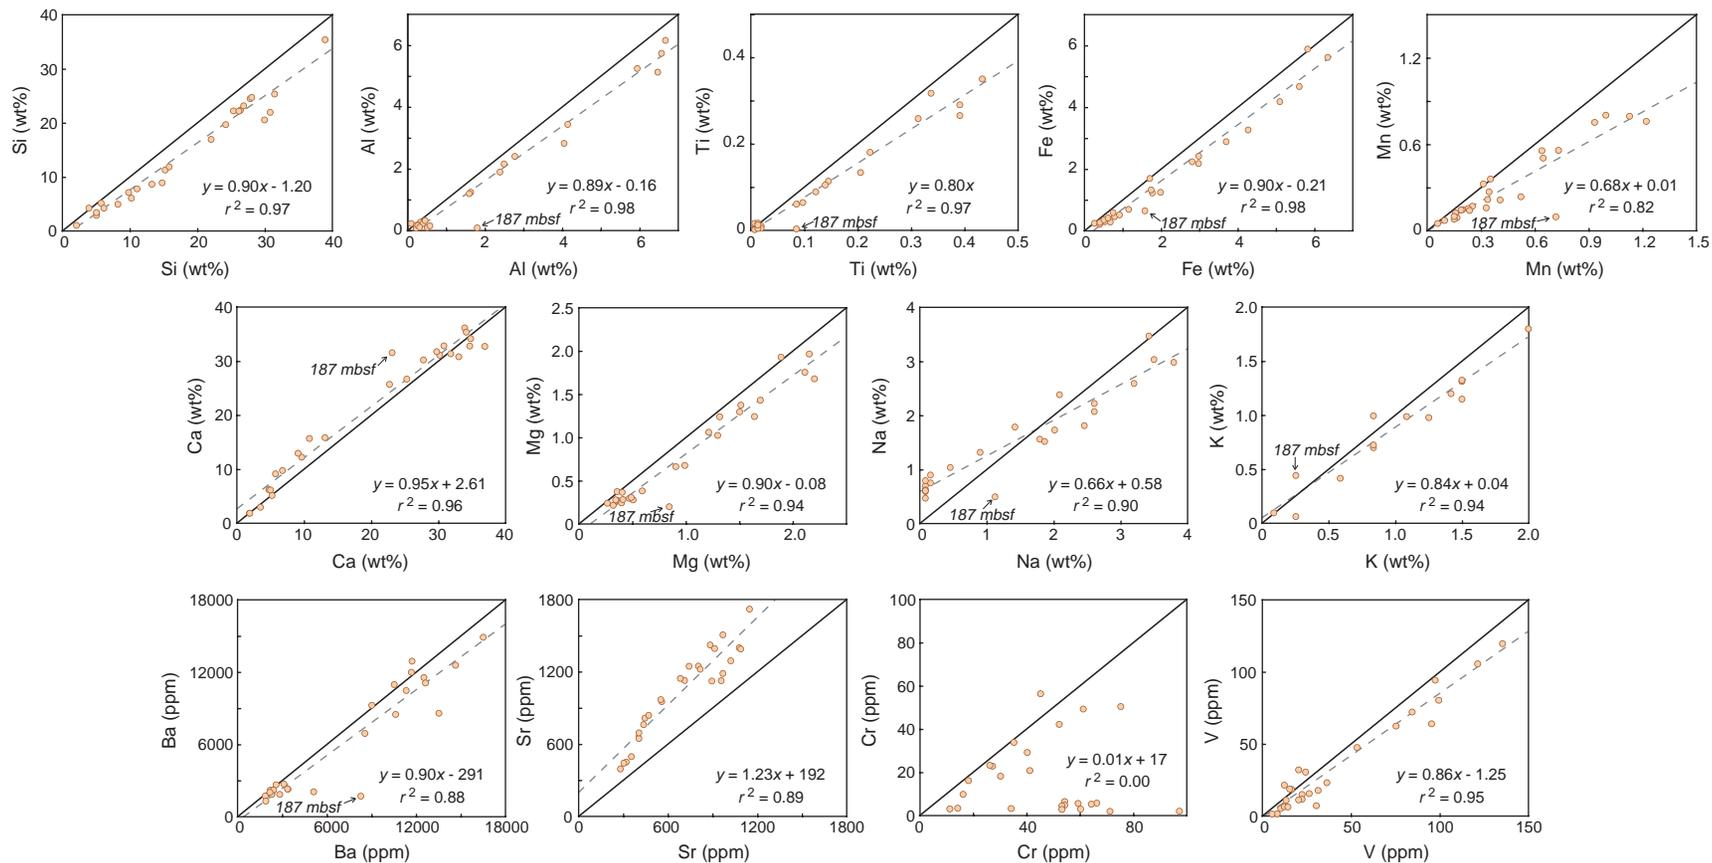 40
30
20
10
0
0
10
20
30
40
Si (wt%)
Si (wt%)
y = 0.90x - 1.20
r 2 = 0.97
6
4
2
0
0
2
4
6
Al (wt%)
Al (wt%)
y = 0.89x - 0.16
r 2 = 0.98
187 mbsf
0.4
0.2
0
0
0.1
0.2
0.3
0.4
0.5
Ti (wt%)
Ti (wt%)
y = 0.80x
r 2 = 0.97
187 mbsf
6
4
2
0
0
2
4
6
Fe (wt%)
Fe (wt%)
y = 0.90x - 0.21
r 2 = 0.98
187 mbsf
1.2
0.6
0
0
0.3
0.6
0.9
1.2
1.5
Mn (wt%)
Mn (wt%)
y = 0.68x + 0.01
r 2 = 0.82
187 mbsf
40
30
20
10
0
0
10
20
30
40
Ca (wt%)
Ca (wt%)
187 mbsf
y = 0.95x + 2.61
r 2 = 0.96
2.5
2.0
1.5
1.0
0.5
0
0
1.0
2.0
Mg (wt%)
Mg (wt%)
y = 0.90x - 0.08
r 2 = 0.94
187 mbsf
4
3
2
1
0
0
1
2
3
4
Na (wt%)
Na (wt%)
y = 0.66x + 0.58
r 2 = 0.90
187 mbsf
2.0
1.5
1.0
0.5
0
0
0.5
1.0
1.5
2.0
K (wt%)
K (wt%)
187 mbsf
y = 0.84x + 0.04
r 2 = 0.94
18000
12000
6000
0
0
6000
12000
18000
Ba (ppm)
Ba (ppm)
y = 0.90x - 291
r 2 = 0.88
187 mbsf
1800
1200
600
0
0
600
1200
1800
Sr (ppm)
Sr (ppm)
y = 1.23x + 192
r 2 = 0.89
100
80
60
40
20
0
0
40
80
Cr (ppm)
Cr (ppm)
y = 0.01x + 17
r 2 = 0.00
150
100
50
0
0
50
100
150
V (ppm)
V (ppm)
y = 0.86x - 1.25
r 2 = 0.95